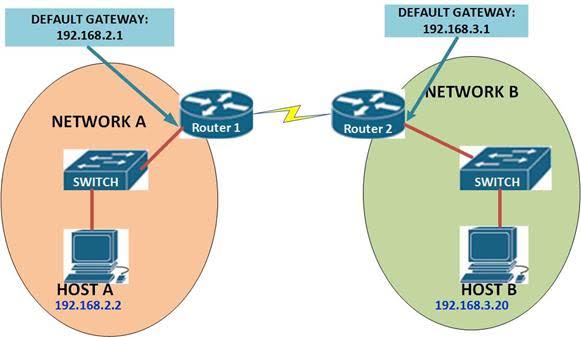 DEFAULT GATEWAY:
192.168.2.1
DEFAULT GATEWAY:
192.168.3.1
NETWORK A
Router 1
Router 2
NETWORK B
SWITCH
SWITCH
HOST A
192.168.2.2
HOST B
192.168.3.20